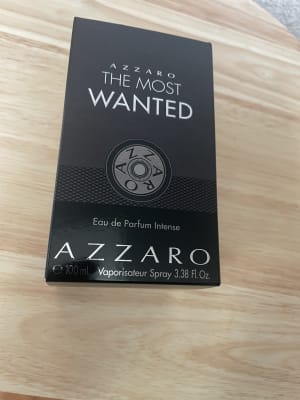 AZZARO
THE MOST
WANTED
AZZARO
Eau de Parfum Intense
AZZARO
℮ 100 ml Vaporisateur Spray 3.38 Fl.Oz.